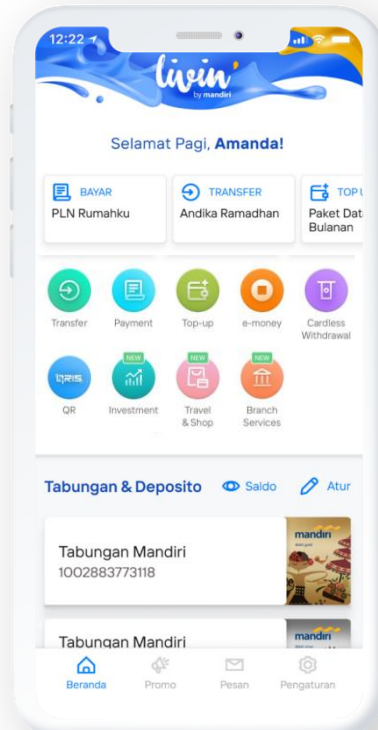 12:22
livin'
by mandiri
Selamat Pagi, Amanda!
BAYAR
PLN Rumahku
TRANSFER
Andika Ramadhan
TOP U
Paket Data
Bulanan
Transfer
Payment
Top-up
e-money
Cardless
Withdrawal
QRIS
QR
NEW
Investment
NEW
Travel
& Shop
NEW
Branch
Services
Tabungan & Deposito
Saldo
Atur
Tabungan Mandiri
1002883773118
mandiri
Tabungan Mandiri
mandiri
Beranda
Promo
Pesan
Pengaturan